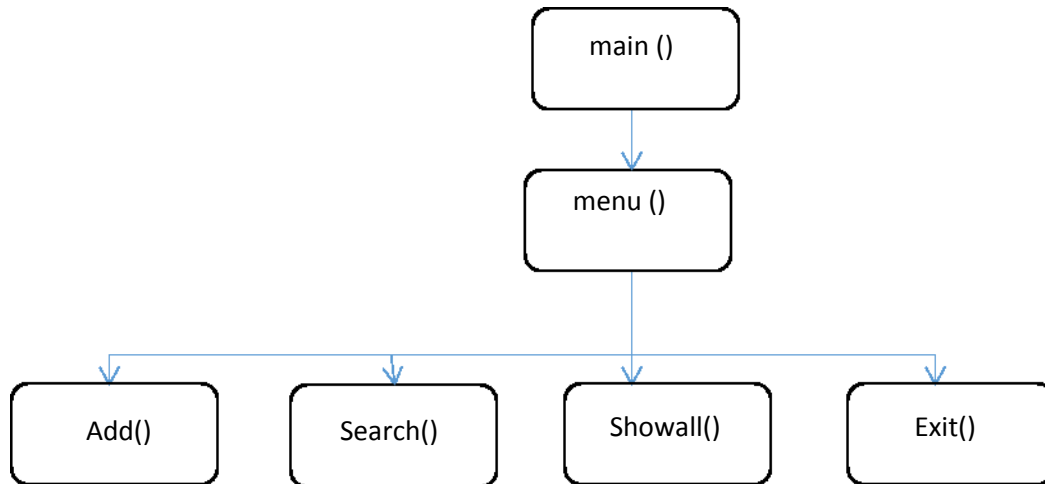 main ()
menu ()
Add()
Search()
Showall()
Exit()